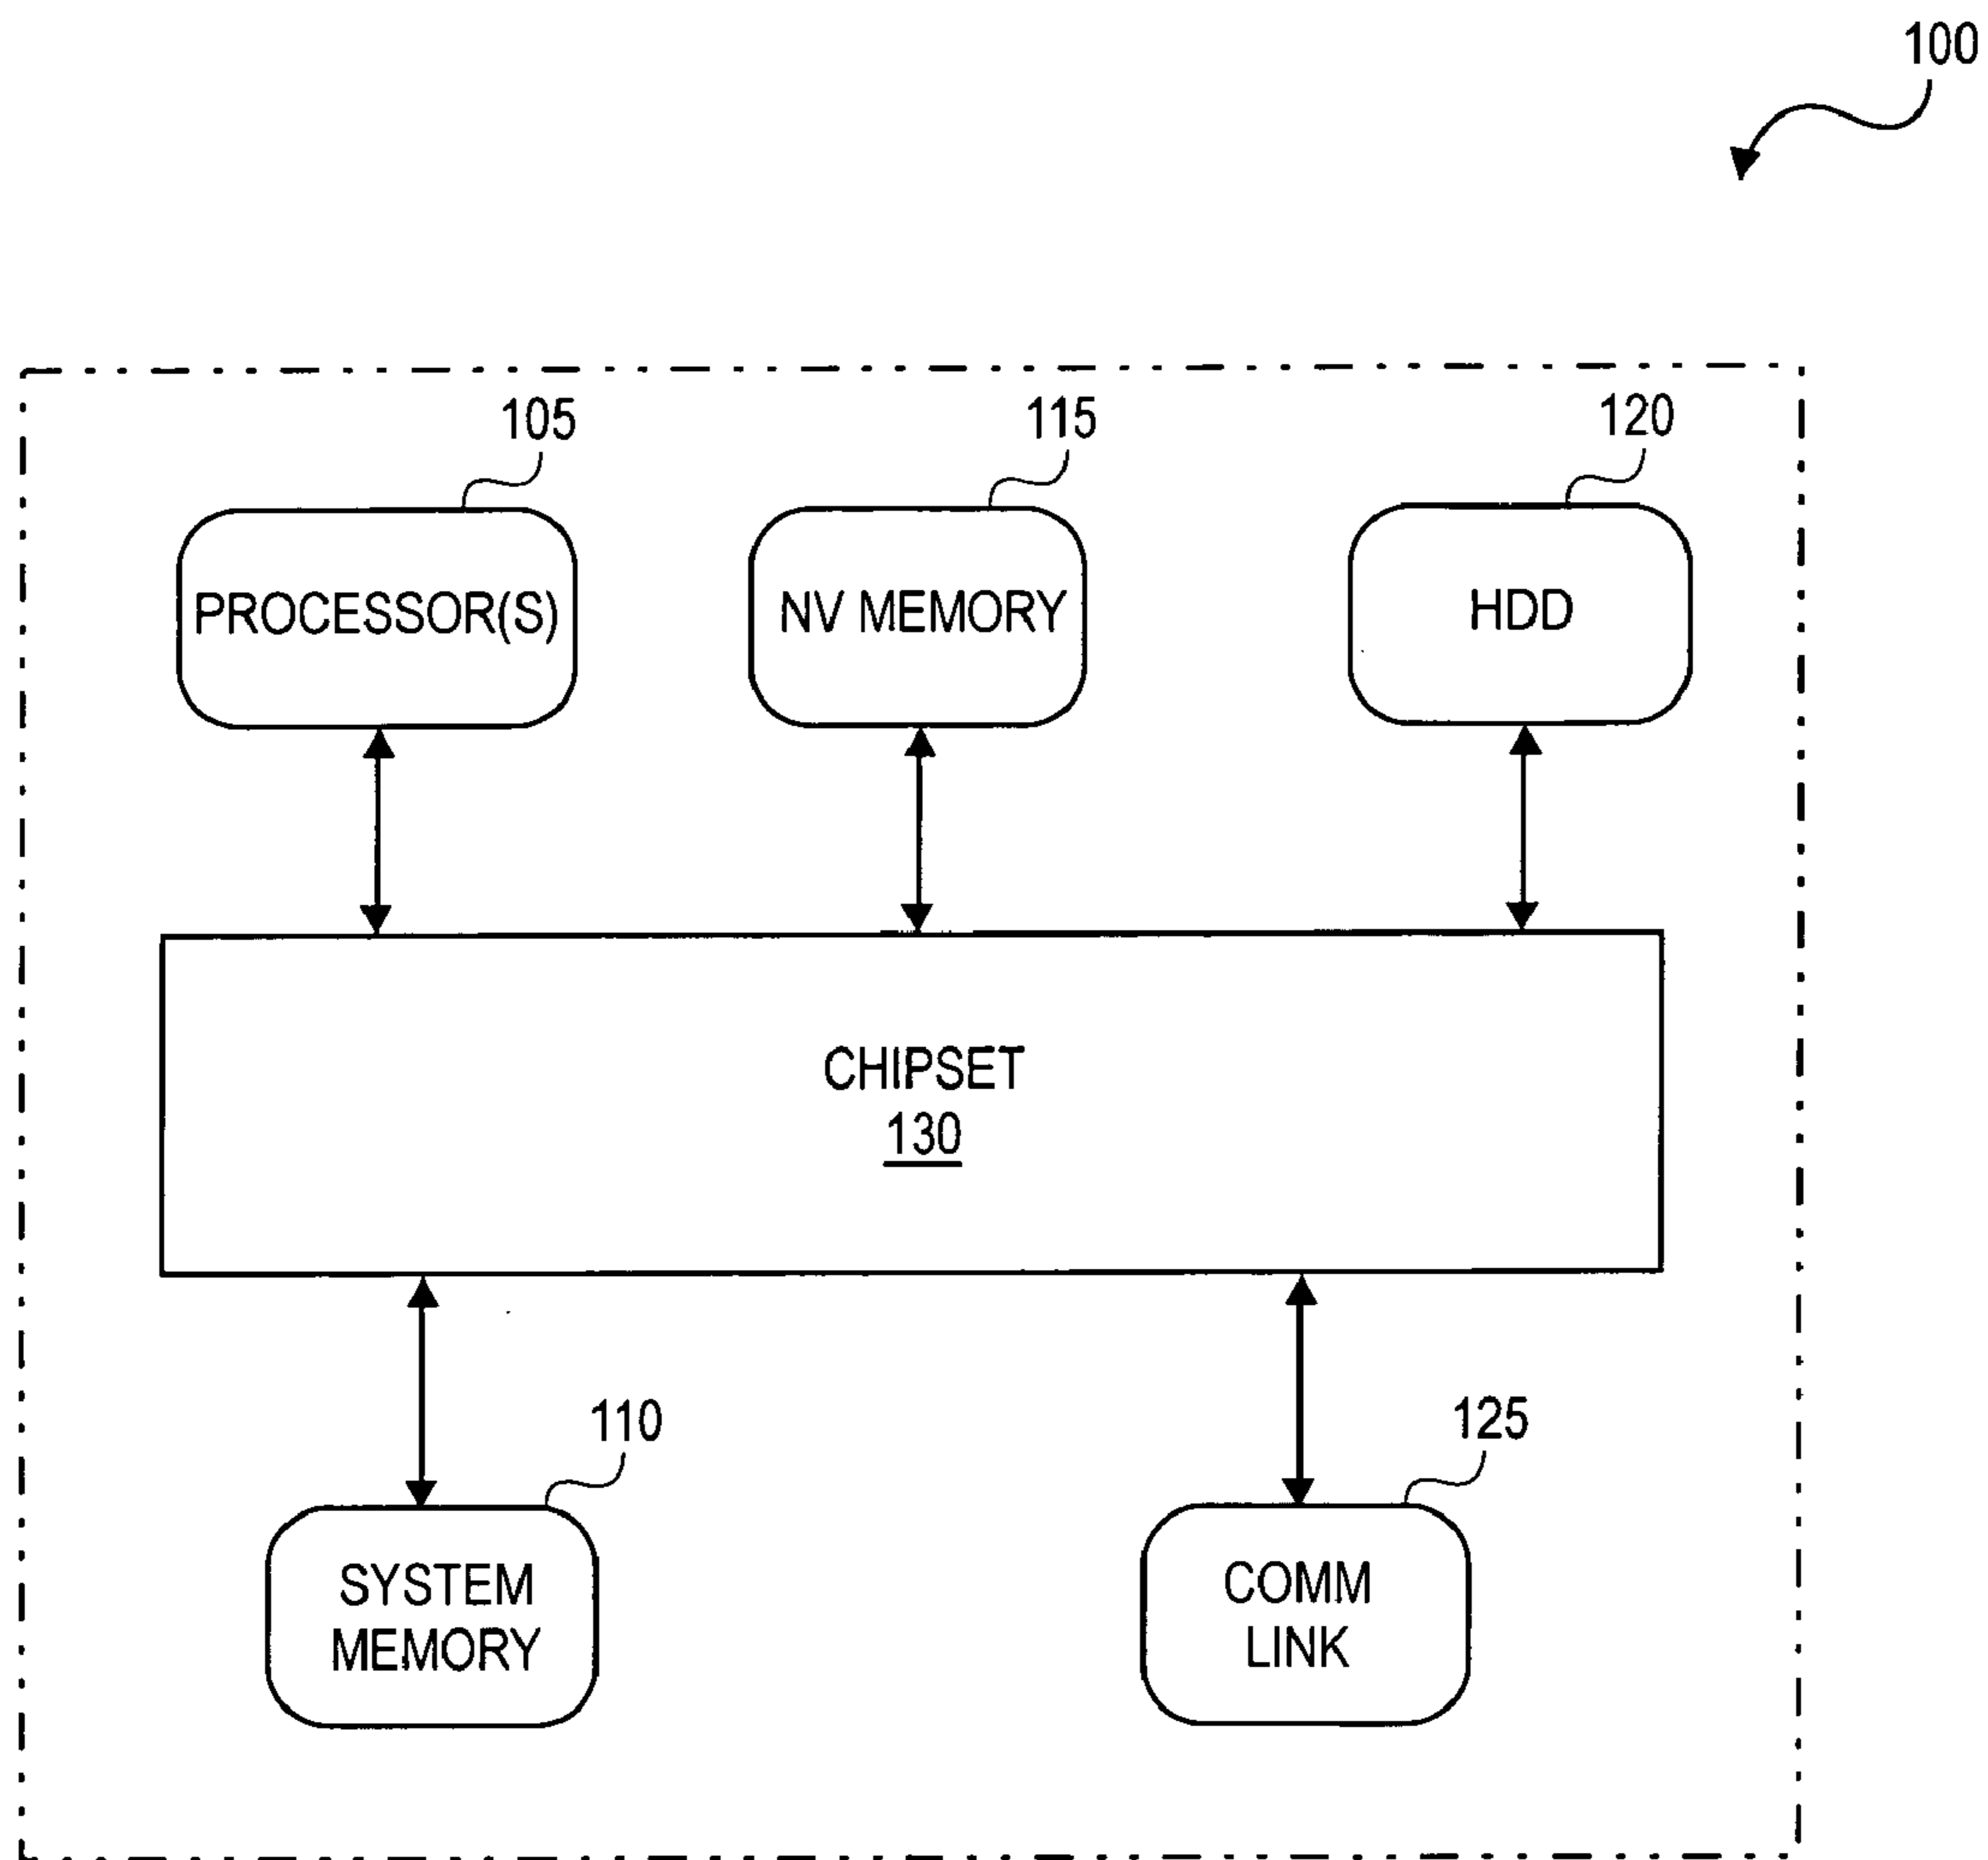 100
105
115
120
PROCESSOR(S)
NV MEMORY
HDD
CHIPSET
130
110
125
SYSTEM
MEMORY
COMM
LINK